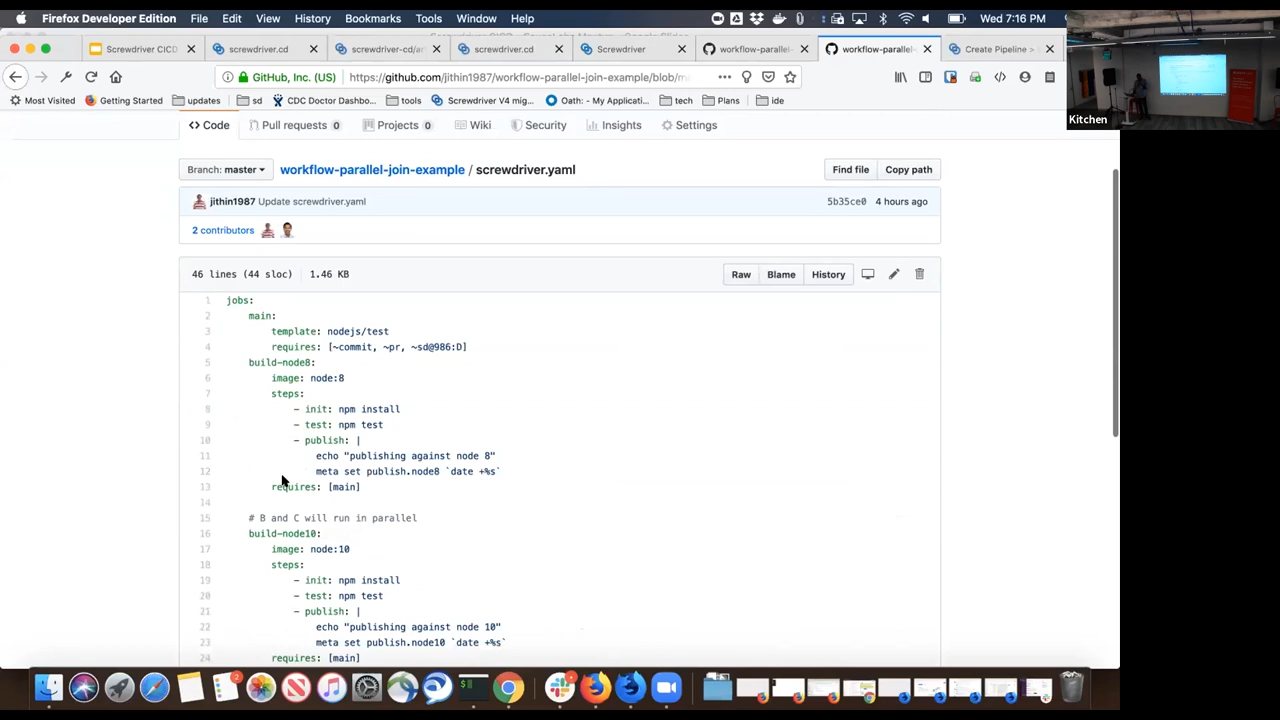 Firefox Developer Edition File Edit View History Bookmarks Tools Window Help Wed 7:16 PM
Screwdriver CICD screwdriver.cd screwdriver-cd/ar screwdriver.cd Screwdriver workflow-parallel- workflow-parallel- Create Pipeline >
GitHub, Inc. (US) https://github.com/jithin1987/workflow-parallel-join-example/blob/m
Most Visited Getting Started updates sd CDC Doctor Dashbo... tools Screwdriver V4 mig... Oath: - My Applicati... tech Plans ide
Kitchen
Code Pull requests 0 Projects 0 Wiki Security Insights Settings
Branch: master workflow-parallel-join-example / screwdriver.yaml Find file Copy path
jithin1987 Update screwdriver.yaml 5b35ce0 4 hours ago
2 contributors
46 lines (44 sloc) 1.46 KB Raw Blame History
1 jobs:
2 main:
3 template: nodejs/test
4 requires: [~commit, ~pr, ~sd@986:D]
5 build-node8:
6 image: node:8
7 steps:
8 - init: npm install
9 - test: npm test
10 - publish: |
11 echo "publishing against node 8"
12 meta set publish.node8 `date +%s`
13 requires: [main]
14
15 # B and C will run in parallel
16 build-node10:
17 image: node:10
18 steps:
19 - init: npm install
20 - test: npm test
21 - publish: |
22 echo "publishing against node 10"
23 meta set publish.node10 `date +%s`
24 requires: [main]
2